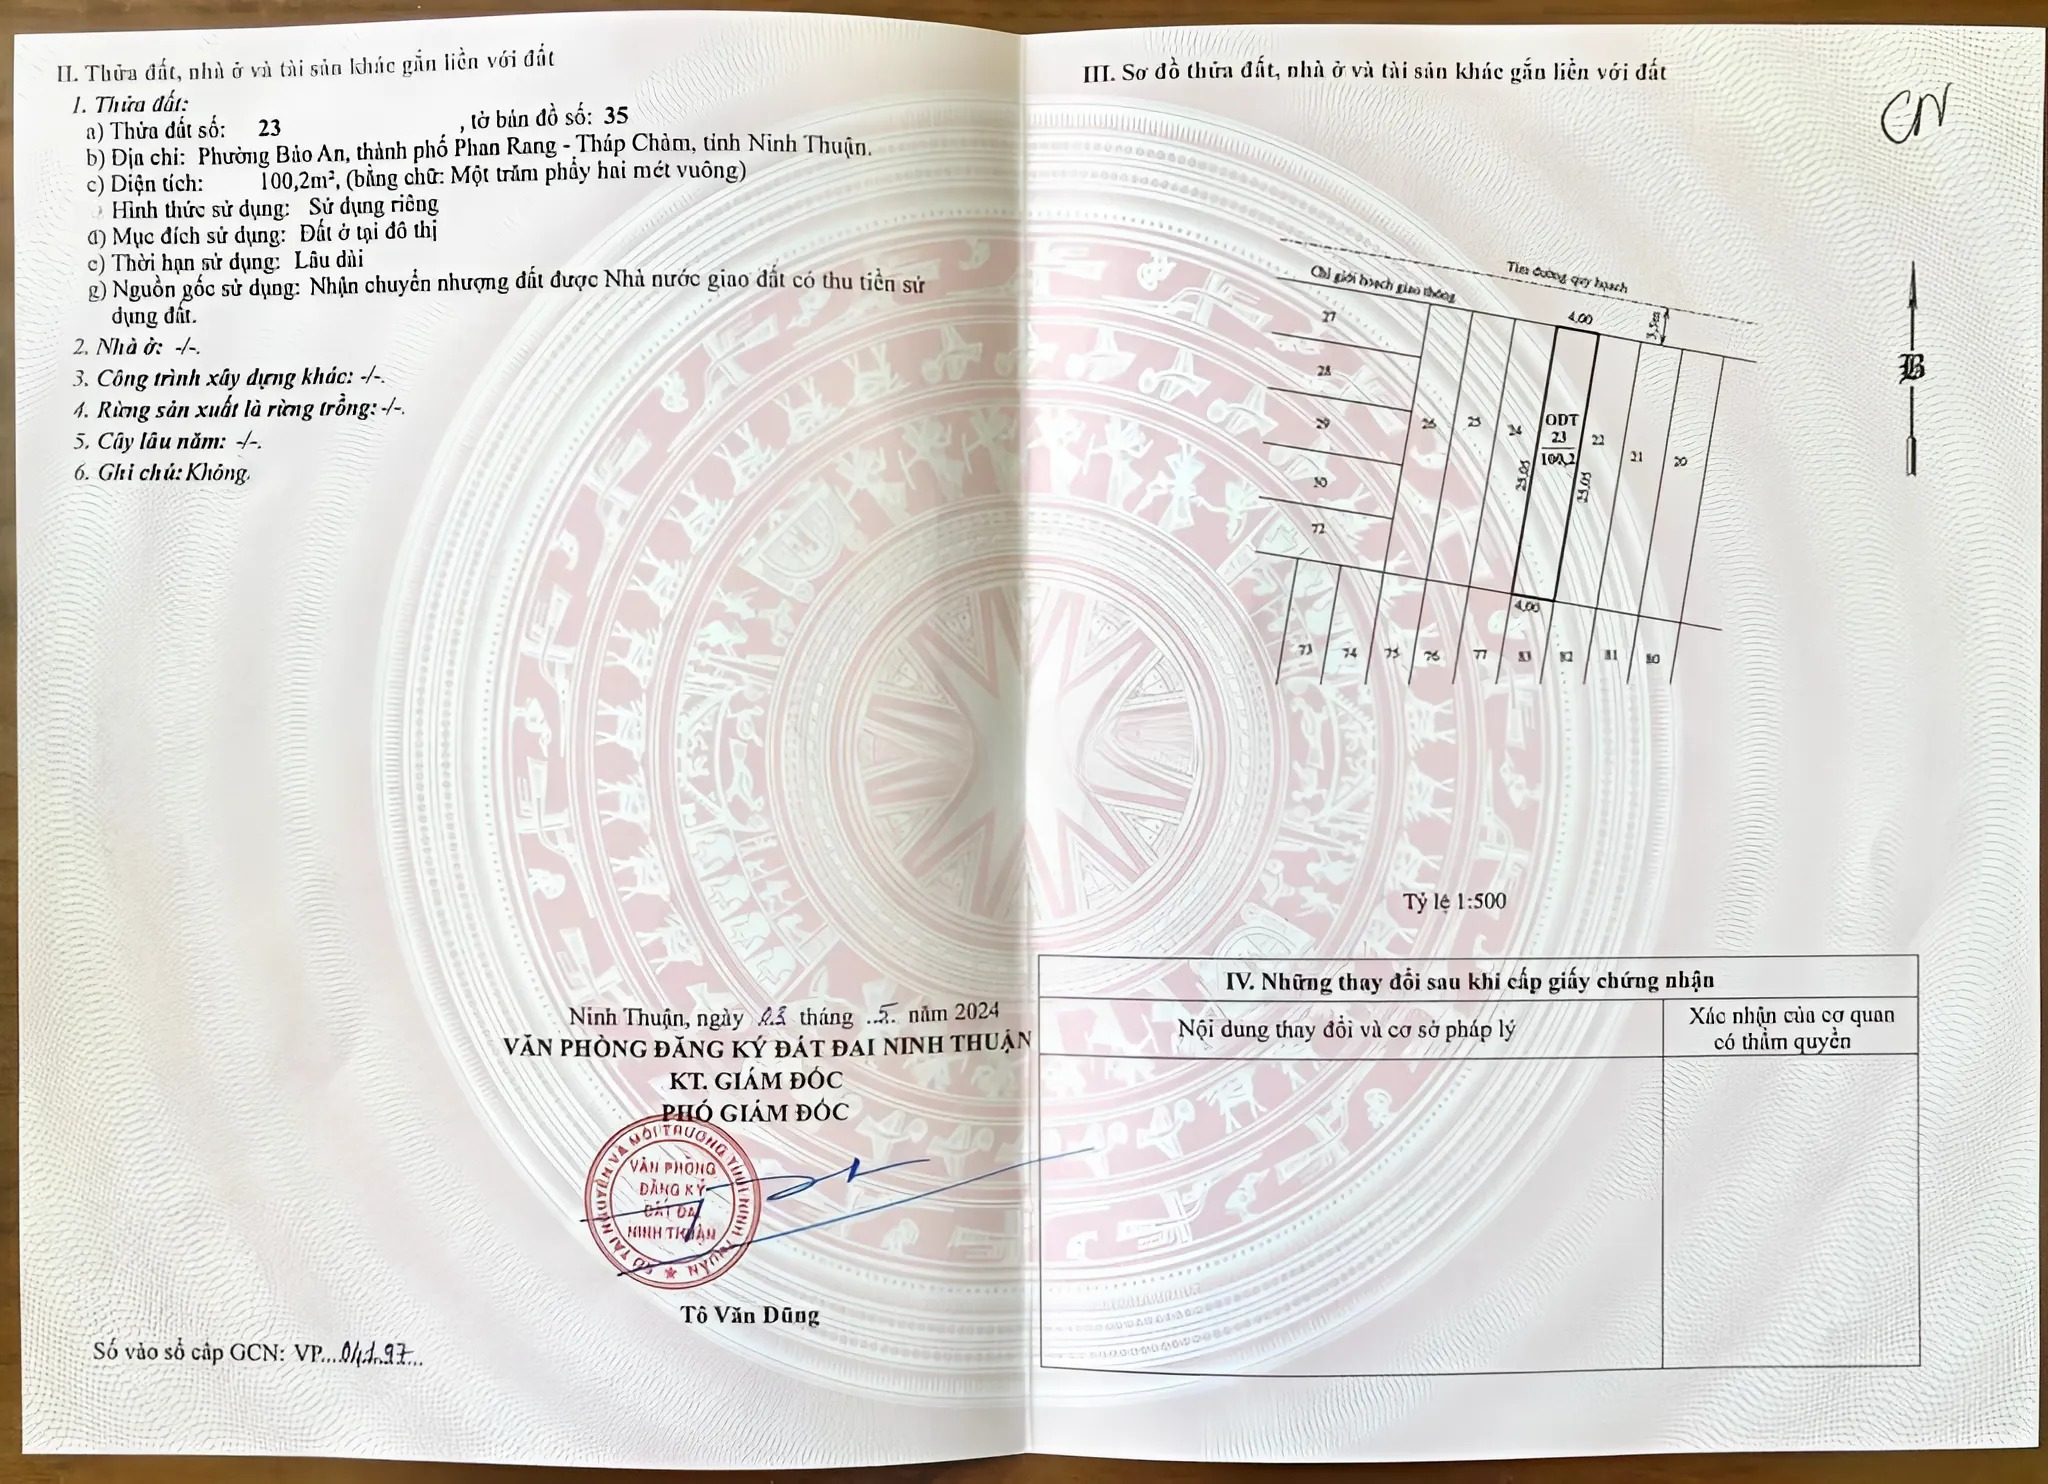 II. Thửa đất, nhà ở và tài sản khác gắn liền với đất
1. Thửa đất:
a) Thửa đất số: 23 , tờ bản đồ số: 35
b) Địa chỉ: Phường Bảo An, thành phố Phan Rang - Tháp Chàm, tỉnh Ninh Thuận.
c) Diện tích: 100,2m², (bằng chữ: Một trăm phẩy hai mét vuông)
Hình thức sử dụng: Sử dụng riêng
d) Mục đích sử dụng: Đất ở tại đô thị
e) Thời hạn sử dụng: Lâu dài
g) Nguồn gốc sử dụng: Nhận chuyển nhượng đất được Nhà nước giao đất có thu tiền sử
dụng đất.
2. Nhà ở: -/-.
3. Công trình xây dựng khác: -/-.
4. Rừng sản xuất là rừng trồng: -/-.
5. Cây lâu năm: -/-.
6. Ghi chú: Không.
Ninh Thuận, ngày tháng 5 năm 2024
VĂN PHÒNG ĐĂNG KÝ ĐẤT ĐAI NINH THUẬN
KT. GIÁM ĐỐC
PHÓ GIÁM ĐỐC
SỞ TÀI NGUYÊN VÀ MÔI TRƯỜNG TỈNH NINH THUẬN
VĂN PHÒNG
ĐĂNG KÝ
ĐẤT ĐAI
NINH THUẬN
Tô Văn Dũng
Số vào sổ cấp GCN: VP
III. Sơ đồ thửa đất, nhà ở và tài sản khác gắn liền với đất
CN
Tim đường quy hoạch
Chỉ giới hoạch giao thông
27
4.00
5,5m
28
B
29
26
25
24
ODT
23
100,2
22
21
20
30
25.05
25.05
72
4.00
73
74
75
76
77
83
82
81
80
Tỷ lệ 1:500
IV. Những thay đổi sau khi cấp giấy chứng nhận
Nội dung thay đổi và cơ sở pháp lý
Xác nhận của cơ quan
có thẩm quyền